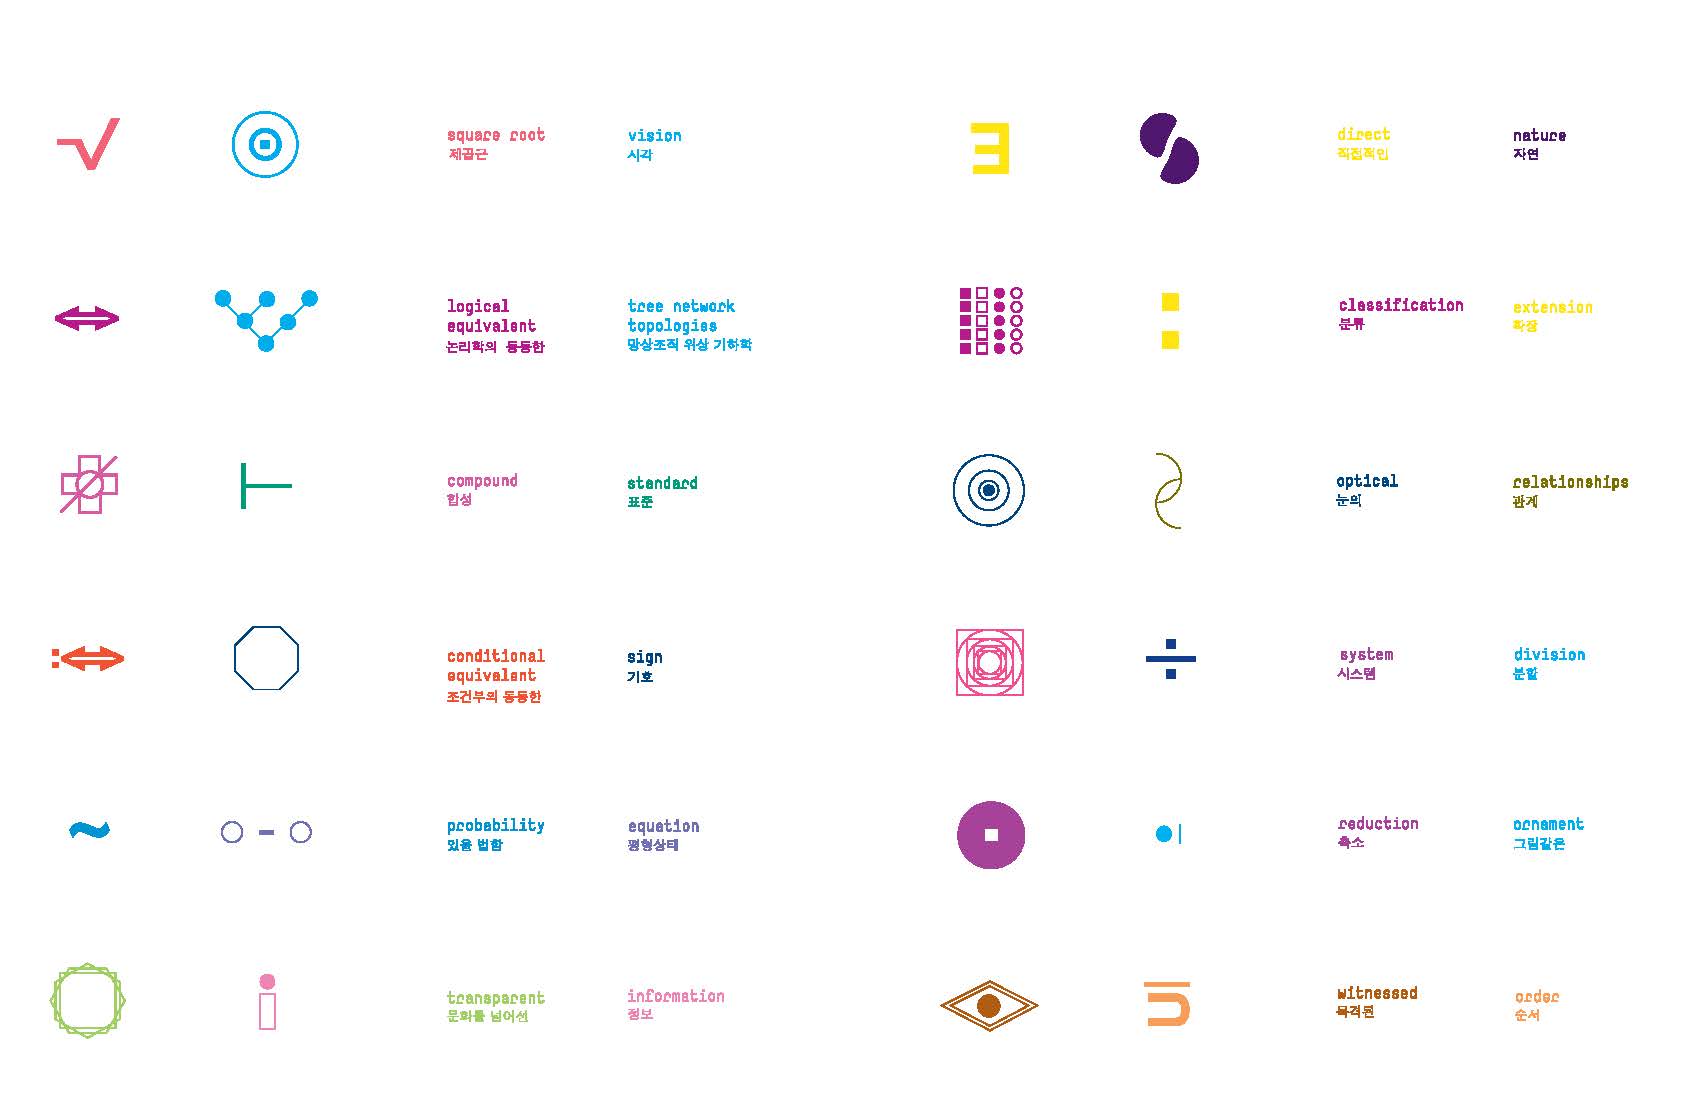 square root
제곱근
vision
시각
direct
직접적인
nature
자연
logical
equivalent
논리학의 동등한
tree network
topologies
망상조직 위상 기하학
classification
분류
extension
확장
compound
합성
standard
표준
optical
눈의
relationships
관계
conditional
equivalent
조건부의 동등한
sign
기호
system
시스템
division
분할
probability
있을 법함
equation
평형상태
reduction
축소
ornament
그림같은
transparent
문화를 넘어선
information
정보
witnessed
목격된
order
순서